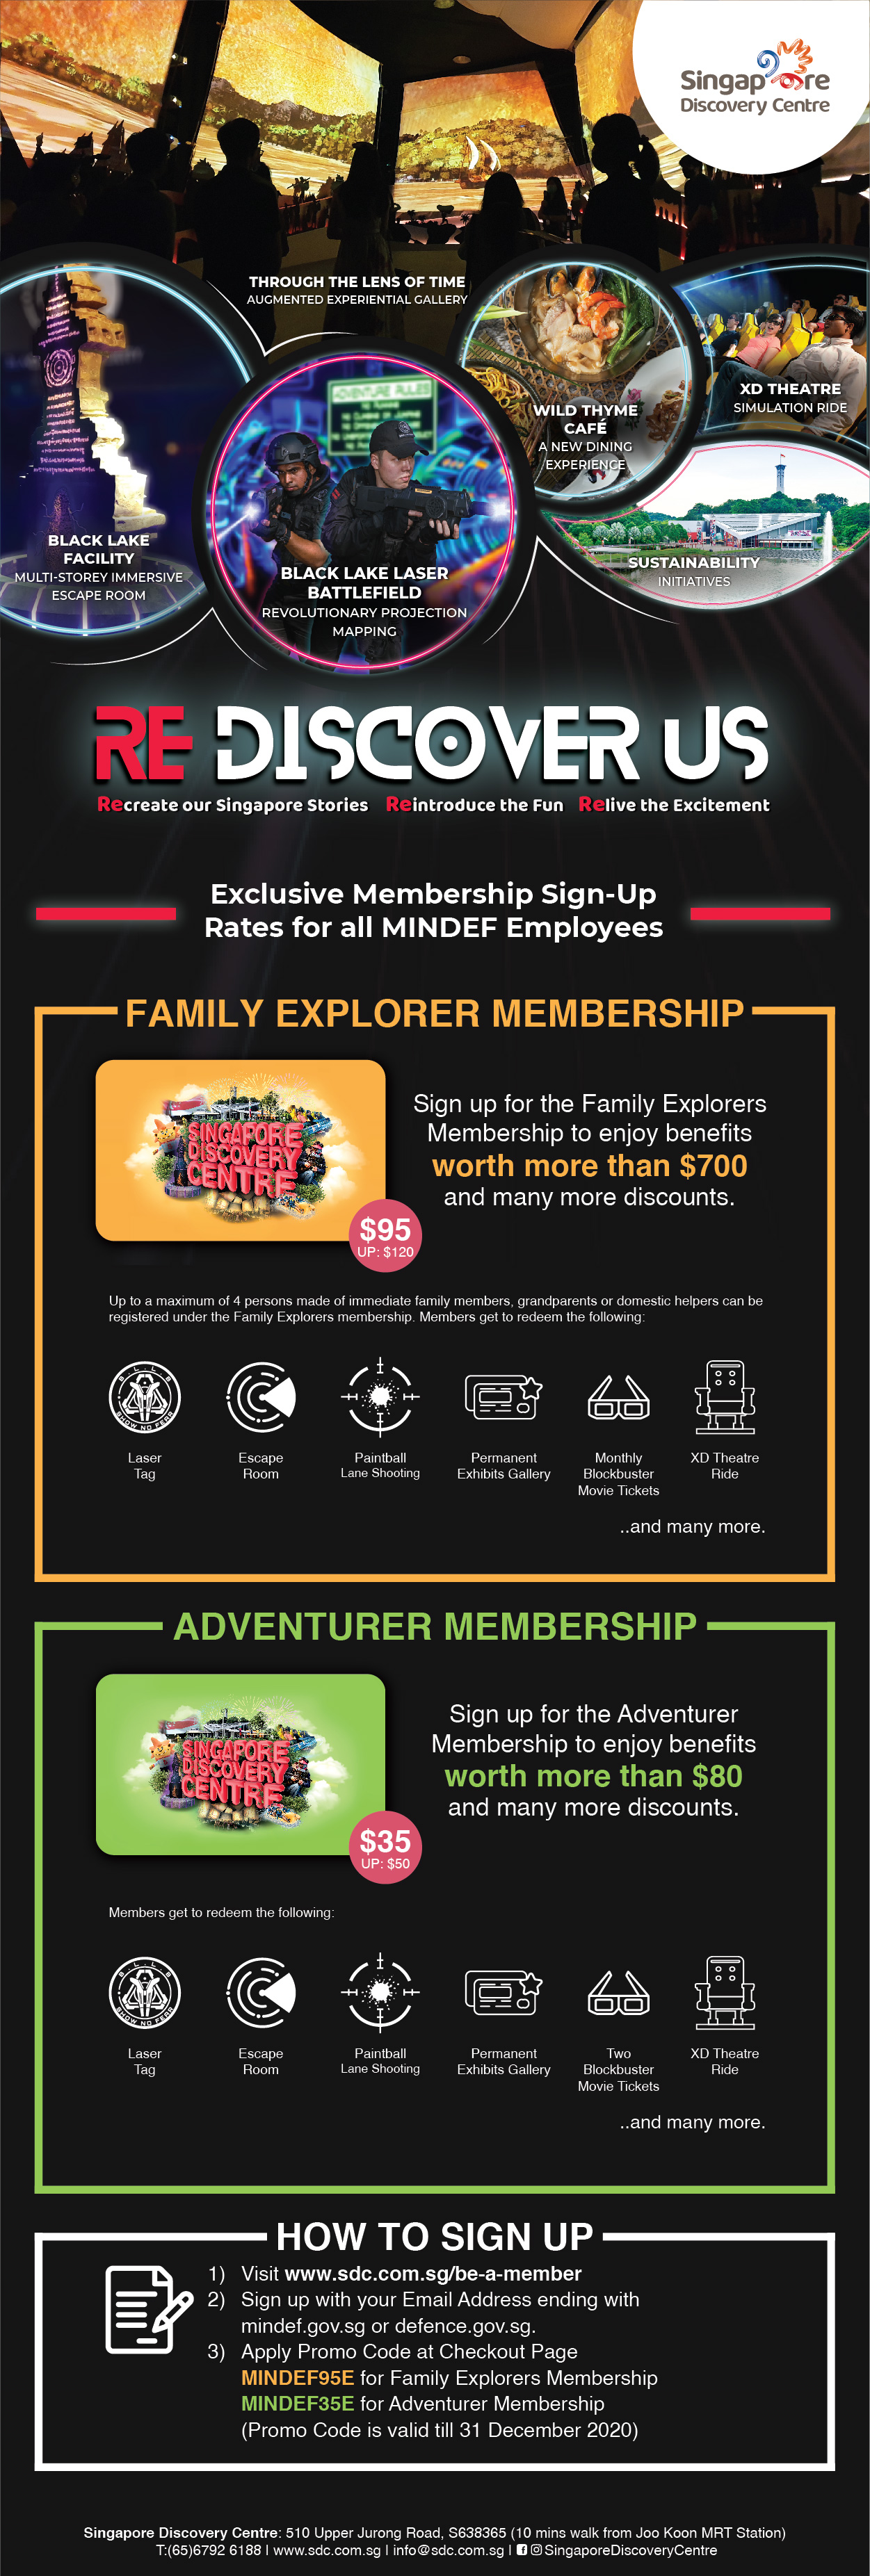 Singapore
Discovery Centre
THROUGH THE LENS OF TIME
AUGMENTED EXPERIENTIAL GALLERY
XD THEATRE
SIMULATION RIDE
WILD THYME
CAFÉ
A NEW DINING
EXPERIENCE
BLACK LAKE
FACILITY
MULTI-STOREY IMMERSIVE
ESCAPE ROOM
BLACK LAKE LASER
BATTLEFIELD
REVOLUTIONARY PROJECTION
MAPPING
SUSTAINABILITY
INITIATIVES
RE DISCOVER US
Recreate our Singapore Stories Reintroduce the Fun Relive the Excitement
Exclusive Membership Sign-Up
Rates for all MINDEF Employees
FAMILY EXPLORER MEMBERSHIP
SINGAPORE
DISCOVERY
CENTRE
$95
UP: $120
Sign up for the Family Explorers
Membership to enjoy benefits
worth more than $700
and many more discounts.
Up to a maximum of 4 persons made of immediate family members, grandparents or domestic helpers can be
registered under the Family Explorers membership. Members get to redeem the following:
B.L.L.B
SHOW NO FEAR
Laser
Tag
Escape
Room
Paintball
Lane Shooting
Permanent
Exhibits Gallery
Monthly
Blockbuster
Movie Tickets
XD Theatre
Ride
..and many more.
ADVENTURER MEMBERSHIP
SINGAPORE
DISCOVERY
CENTRE
$35
UP: $50
Sign up for the Adventurer
Membership to enjoy benefits
worth more than $80
and many more discounts.
Members get to redeem the following:
B.L.L.B
SHOW NO FEAR
Laser
Tag
Escape
Room
Paintball
Lane Shooting
Permanent
Exhibits Gallery
Two
Blockbuster
Movie Tickets
XD Theatre
Ride
..and many more.
HOW TO SIGN UP
1) Visit www.sdc.com.sg/be-a-member
2) Sign up with your Email Address ending with
mindef.gov.sg or defence.gov.sg.
3) Apply Promo Code at Checkout Page
MINDEF95E for Family Explorers Membership
MINDEF35E for Adventurer Membership
(Promo Code is valid till 31 December 2020)
Singapore Discovery Centre: 510 Upper Jurong Road, S638365 (10 mins walk from Joo Koon MRT Station)
T:(65)6792 6188 | www.sdc.com.sg | info@sdc.com.sg | SingaporeDiscoveryCentre